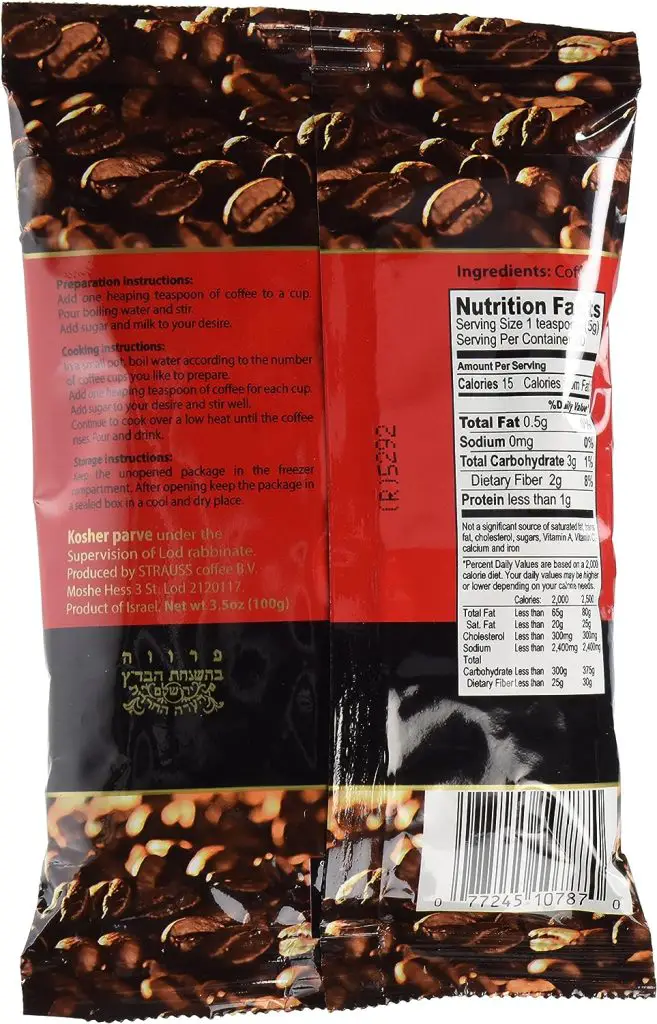 Preparation instructions:
Add one heaping teaspoon of coffee to a cup.
Pour boiling water and stir.
Add sugar and milk to your desire.
Cooking instructions:
In a small pot, boil water according to the number
of coffee cups you like to prepare.
Add one heaping teaspoon of coffee for each cup.
Add sugar to your desire and stir well.
Continue to cook over a low heat until the coffee
rises Pour and drink.
Storage instructions:
Keep the unopened package in the freezer
compartment. After opening keep the package in
a sealed box in a cool and dry place.
Kosher parve under the
Supervision of Lod rabbinate.
Produced by STRAUSS coffee B.V.
Moshe Hess 3 St. Lod 2120117.
Product of Israel. Net wt 3.5oz (100g)
פרווה
בהשגחת הבד״ץ
ירושלים
15292
Ingredients:
Nutrition Facts
Serving Size 1 teaspoon 5g)
Serving Per Container
Amount Per Serving
Calories 15 Calories Fat
%Daily Value
Total Fat 0.5g
Sodium 0mg 0%
Total Carbohydrate 3g 1%
Dietary Fiber 2g 8%
Protein less than 1g
Not a significant source of saturated fat, trans
fat, cholesterol, sugars, Vitamin A, Vitamin C,
calcium and iron
*Percent Daily Values are based on a 2,000
calorie diet. Your daily values may be higher
or lower depending on your calorie needs.
Calories: 2,000 2,500
Total Fat Less than 65g 80g
Sat. Fat Less than 20g 25g
Cholesterol Less than 300mg 300mg
Sodium Less than 2,400mg 2,400mg
Total
Carbohydrate Less than 300g 375g
Dietary Fiber Less than 25g 30g
0 77245 10787 0